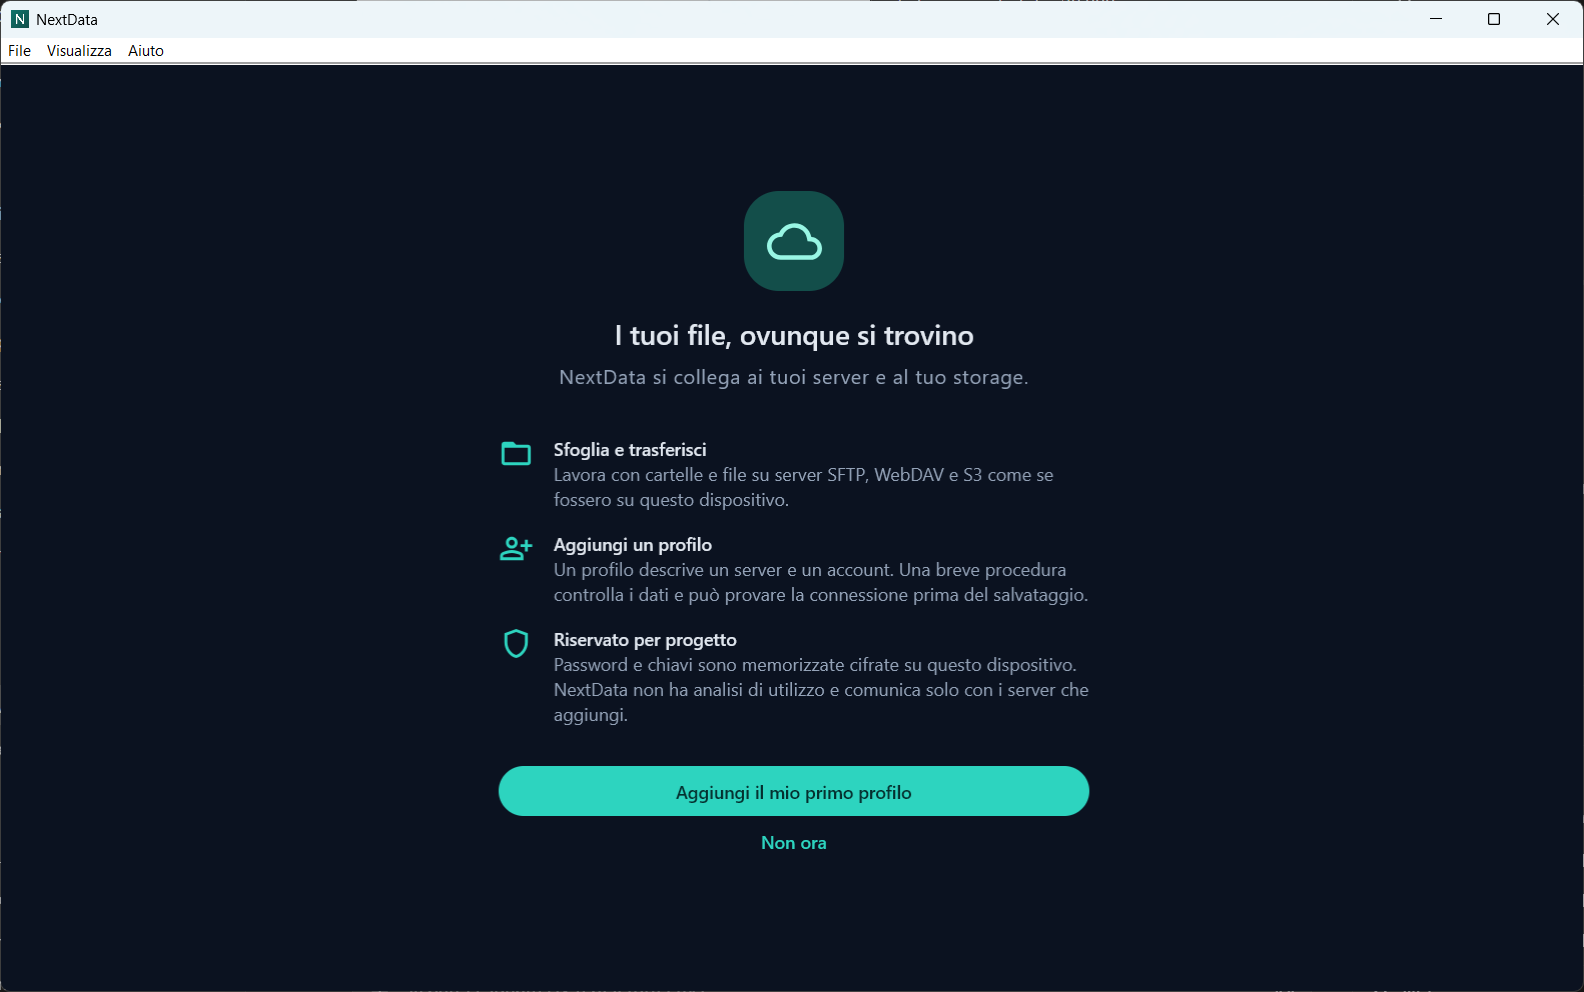 N NextData
File Visualizza Aiuto
I tuoi file, ovunque si trovino
NextData si collega ai tuoi server e al tuo storage.
Sfoglia e trasferisci
Lavora con cartelle e file su server SFTP, WebDAV e S3 come se
fossero su questo dispositivo.
Aggiungi un profilo
Un profilo descrive un server e un account. Una breve procedura
controlla i dati e può provare la connessione prima del salvataggio.
Riservato per progetto
Password e chiavi sono memorizzate cifrate su questo dispositivo.
NextData non ha analisi di utilizzo e comunica solo con i server che
aggiungi.
Aggiungi il mio primo profilo
Non ora